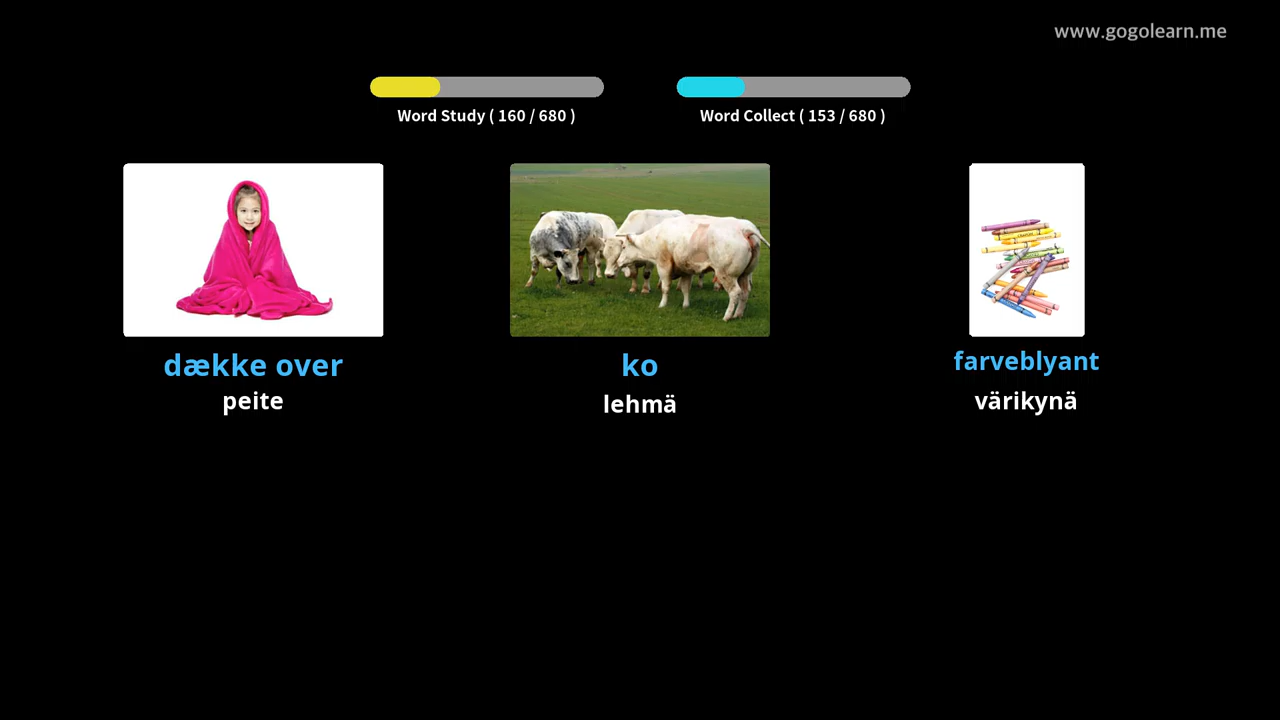 www.gogolearn.me
Word Study ( 160 / 680 )
Word Collect ( 153 / 680 )
dække over
peite
ko
lehmä
farveblyant
värikynä